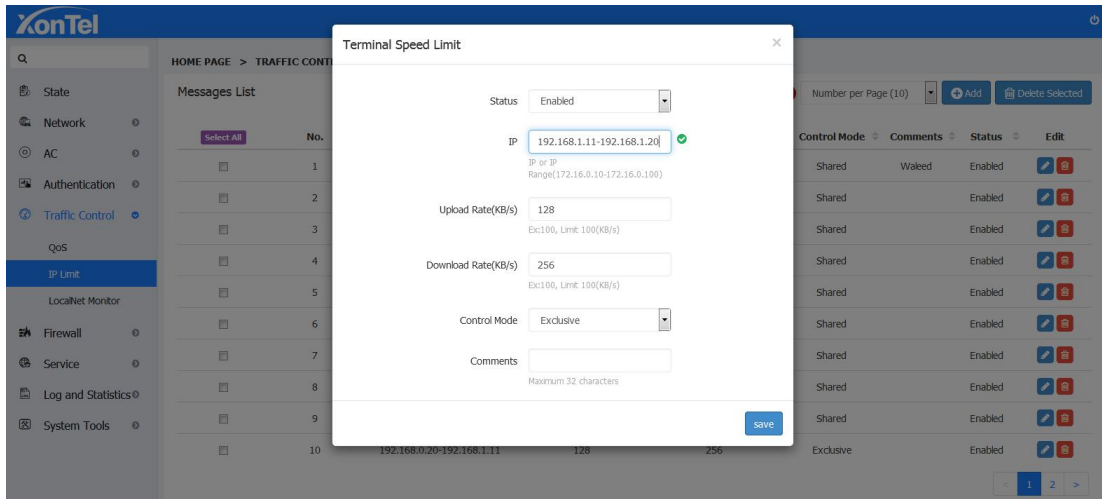 XonTel
HOME PAGE > TRAFFIC CONT
Messages List
Number per Page (10)
Add
Delete Selected
State
Network
AC
Authentication
Traffic Control
QoS
IP Limit
LocalNet Monitor
Firewall
Service
Log and Statistics
System Tools
Terminal Speed Limit ×
Status Enabled
IP 192.168.1.11-192.168.1.20
IP or IP
Range(172.16.0.10-172.16.0.100)
Upload Rate(KB/s) 128
Ex:100, Limit 100(KB/s)
Download Rate(KB/s) 256
Ex:100, Limit 100(KB/s)
Control Mode Exclusive
Comments
Maximum 32 characters
save
Select All No. Control Mode Comments Status Edit
1 Shared Waleed Enabled
2 Shared Enabled
3 Shared Enabled
4 Shared Enabled
5 Shared Enabled
6 Shared Enabled
7 Shared Enabled
8 Shared Enabled
9 Shared Enabled
10 192.168.0.20-192.168.1.11 128 256 Exclusive Enabled
< 1 2 >